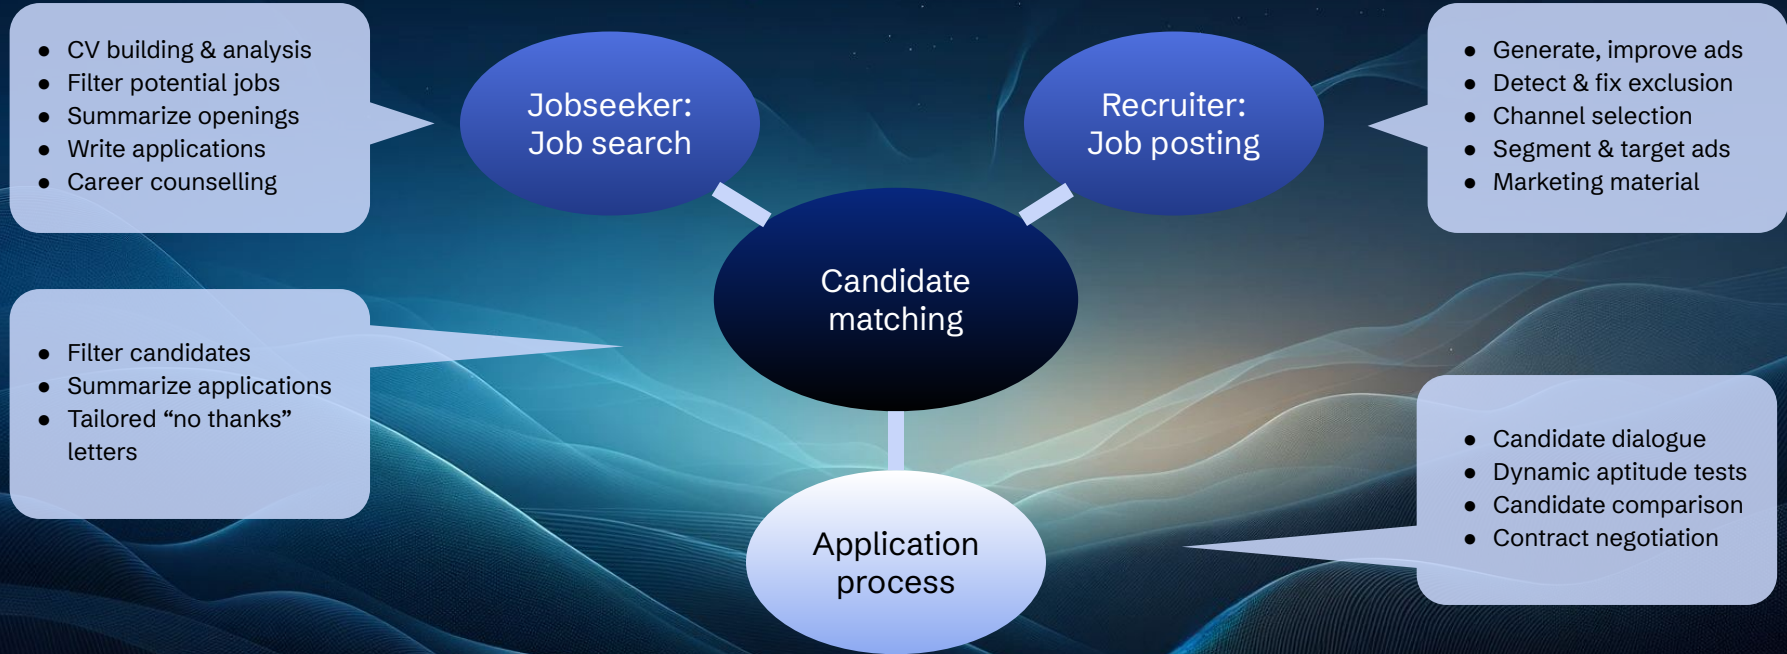 ● CV building & analysis
● Filter potential jobs
● Summarize openings
● Write applications
● Career counselling
Jobseeker:
Job search
Recruiter:
Job posting
● Generate, improve ads
● Detect & fix exclusion
● Channel selection
● Segment & target ads
● Marketing material
Candidate
matching
● Filter candidates
● Summarize applications
● Tailored “no thanks”
letters
Application
process
● Candidate dialogue
● Dynamic aptitude tests
● Candidate comparison
● Contract negotiation